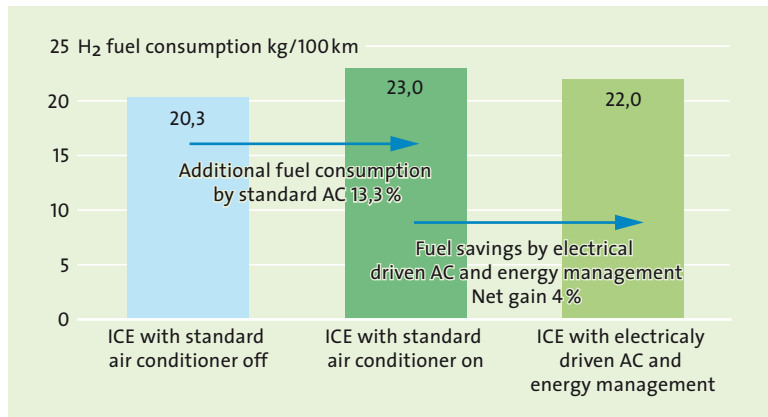 25 H₂ fuel consumption kg/100 km
20
15
10
5
0
20,3
23,0
22,0
Additional fuel consumption
by standard AC 13,3 %
Fuel savings by electrical
driven AC and energy management
Net gain 4 %
ICE with standard
air conditioner off
ICE with standard
air conditioner on
ICE with electricaly
driven AC and
energy management